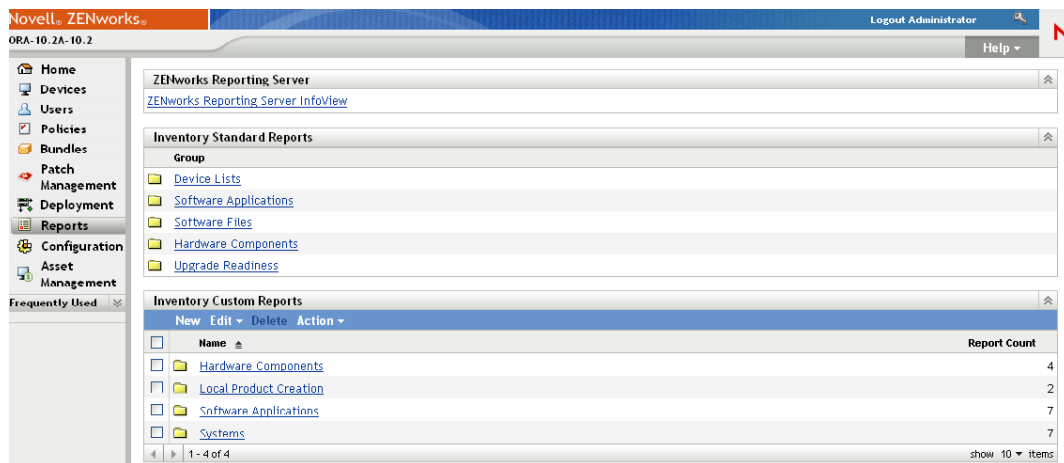 Novell® ZENworks®
Logout Administrator
ORA-10.2A-10.2
Help
Home
Devices
Users
Policies
Bundles
Patch
Management
Deployment
Reports
Configuration
Asset
Management
Frequently Used
ZENworks Reporting Server
ZENworks Reporting Server InfoView
Inventory Standard Reports
Group
Device Lists
Software Applications
Software Files
Hardware Components
Upgrade Readiness
Inventory Custom Reports
New Edit Delete Action
Name Report Count
Hardware Components 4
Local Product Creation 2
Software Applications 7
Systems 7
1 - 4 of 4 show 10 items